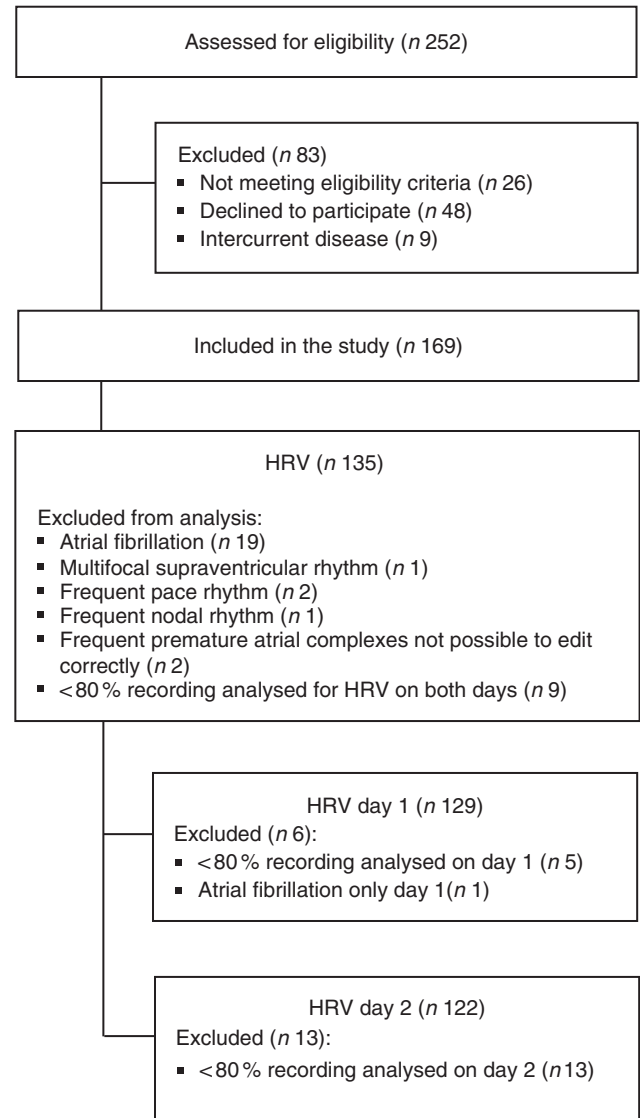 Assessed for eligibility (n 252)
Excluded (n 83)
▪ Not meeting eligibility criteria (n 26)
▪ Declined to participate (n 48)
▪ Intercurrent disease (n 9)
Included in the study (n 169)
HRV (n 135)
Excluded from analysis:
▪ Atrial fibrillation (n 19)
▪ Multifocal supraventricular rhythm (n 1)
▪ Frequent pace rhythm (n 2)
▪ Frequent nodal rhythm (n 1)
▪ Frequent premature atrial complexes not possible to edit
correctly (n 2)
▪ <80 % recording analysed for HRV on both days (n 9)
HRV day 1 (n 129)
Excluded (n 6):
▪ <80 % recording analysed on day 1 (n 5)
▪ Atrial fibrillation only day 1(n 1)
HRV day 2 (n 122)
Excluded (n 13):
▪ <80 % recording analysed on day 2 (n 13)